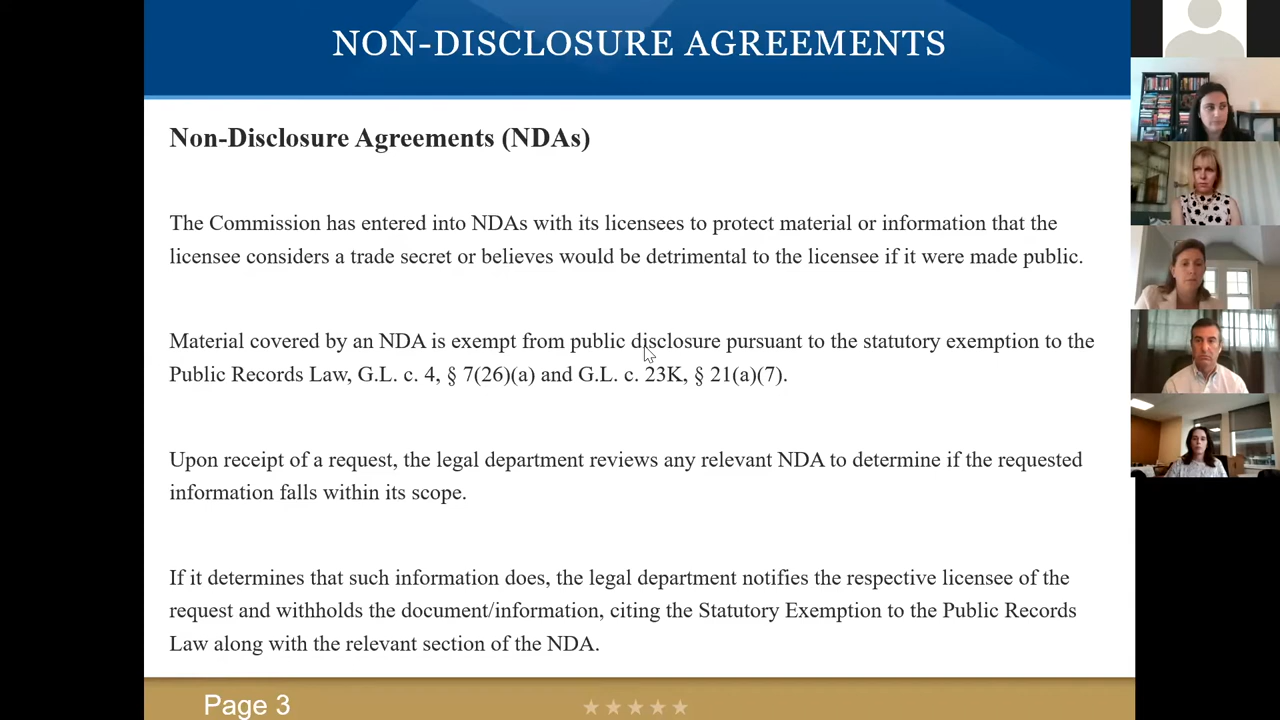 NON-DISCLOSURE AGREEMENTS
Non-Disclosure Agreements (NDAs)
The Commission has entered into NDAs with its licensees to protect material or information that the
licensee considers a trade secret or believes would be detrimental to the licensee if it were made public.
Material covered by an NDA is exempt from public disclosure pursuant to the statutory exemption to the
Public Records Law, G.L. c. 4, § 7(26)(a) and G.L. c. 23K, § 21(a)(7).
Upon receipt of a request, the legal department reviews any relevant NDA to determine if the requested
information falls within its scope.
If it determines that such information does, the legal department notifies the respective licensee of the
request and withholds the document/information, citing the Statutory Exemption to the Public Records
Law along with the relevant section of the NDA.
Page 3